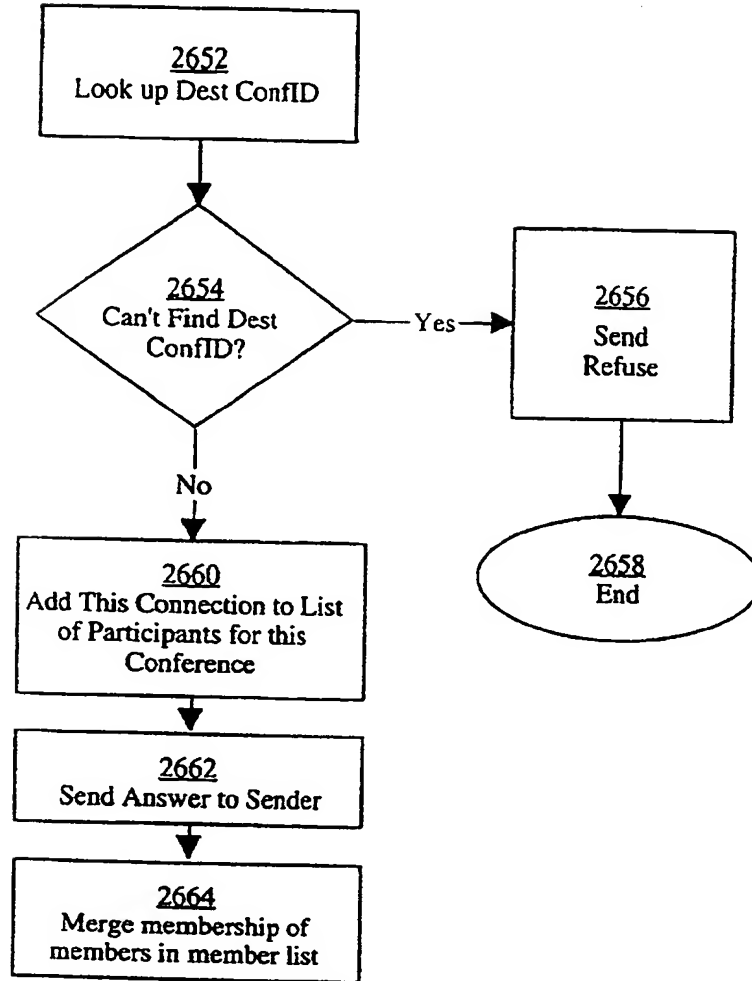 2652
Look up Dest ConfID
2654
Can't Find Dest
ConfID?
Yes
2656
Send
Refuse
No
2658
End
2660
Add This Connection to List
of Participants for this
Conference
2662
Send Answer to Sender
2664
Merge membership of
members in member list